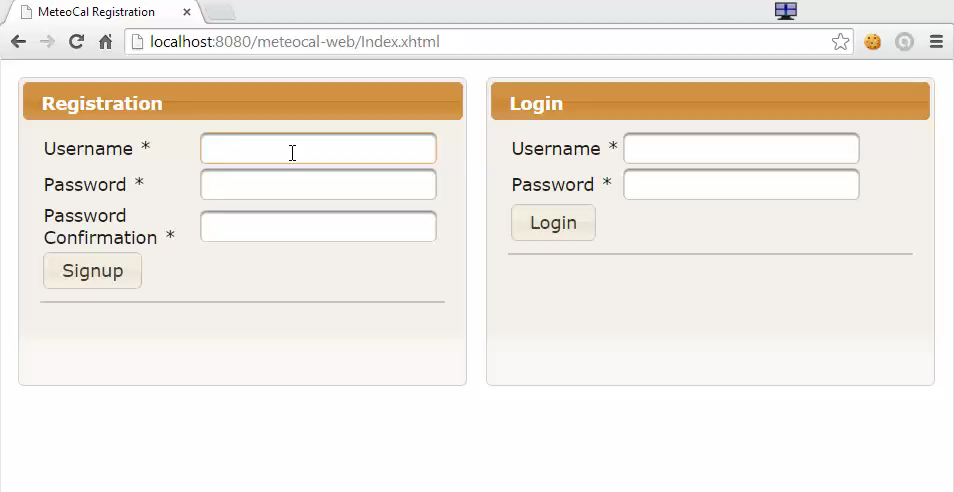 MeteoCal Registration
localhost:8080/meteocal-web/Index.xhtml
Registration
Username *
Password *
Password
Confirmation *
Signup
Login
Username *
Password *
Login